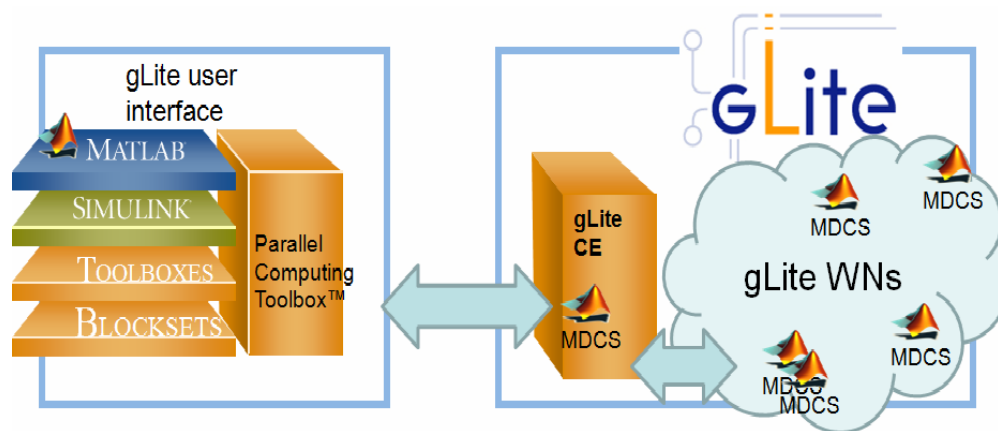 gLite user
interface
MATLAB
SIMULINK
TOOLBOXES
BLOCKSETS
Parallel
Computing
Toolbox™
gLite
gLite
CE
MDCS
gLite WNs
MDCS
MDCS
MDCS
MDCS
MDCS